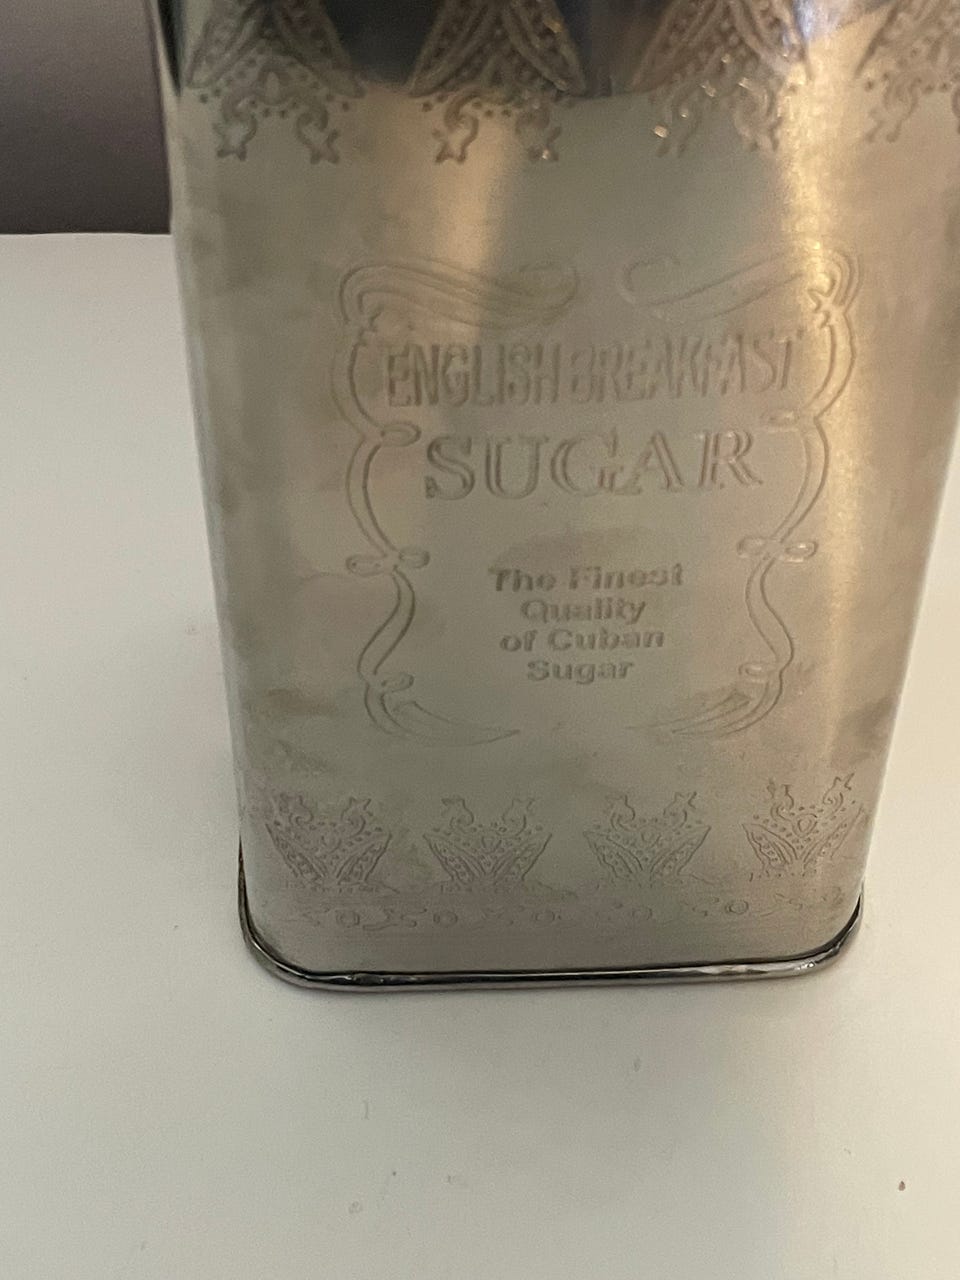 ENGLISH BREAKFAST
SUGAR
The Finest
Quality
of Cuban
Sugar